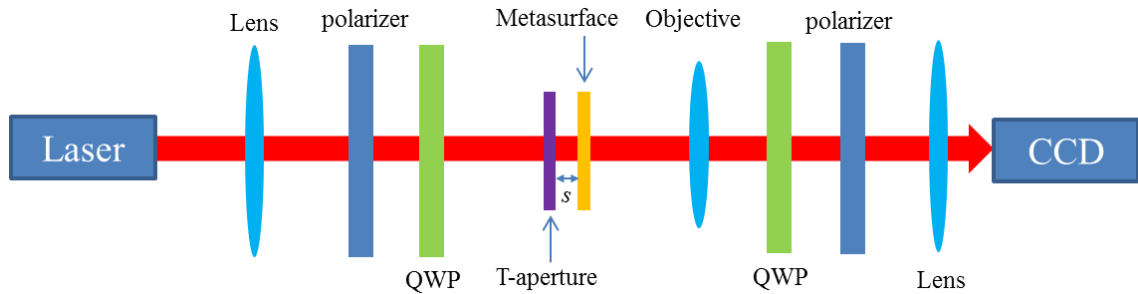 Lens
polarizer
Metasurface
Objective
polarizer
Laser
CCD
s
QWP
T-aperture
QWP
Lens